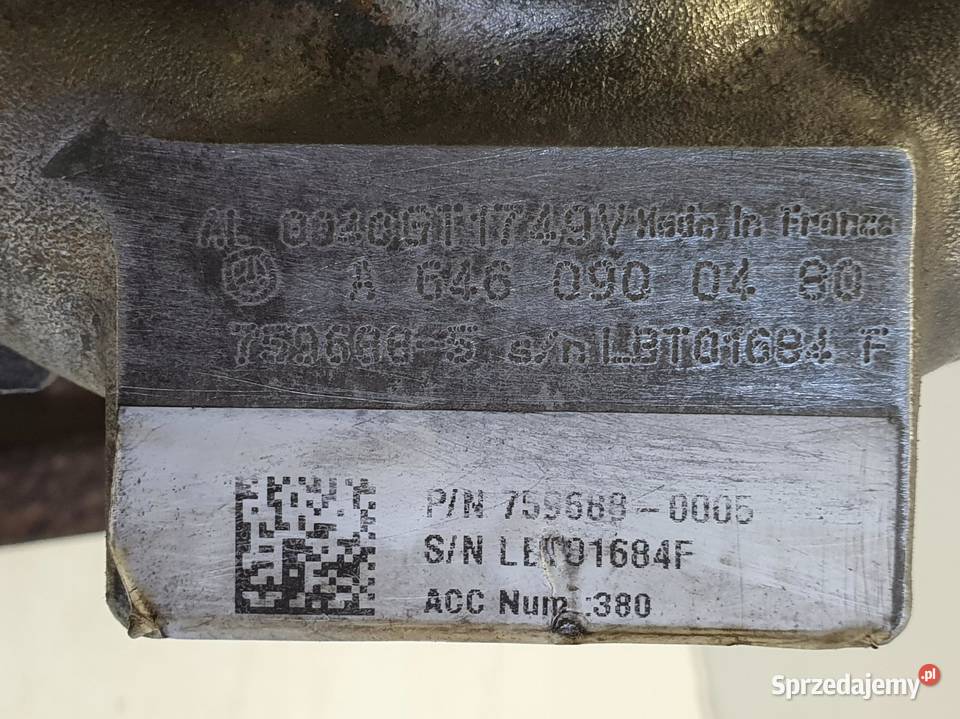 AL 0040GT1749V Made In France
A 646 090 04 80
759688-5 s/n LBT01684 F
P/N 759688-0005
S/N LBT01684F
ACC Num :380
Sprzedajemy.pl